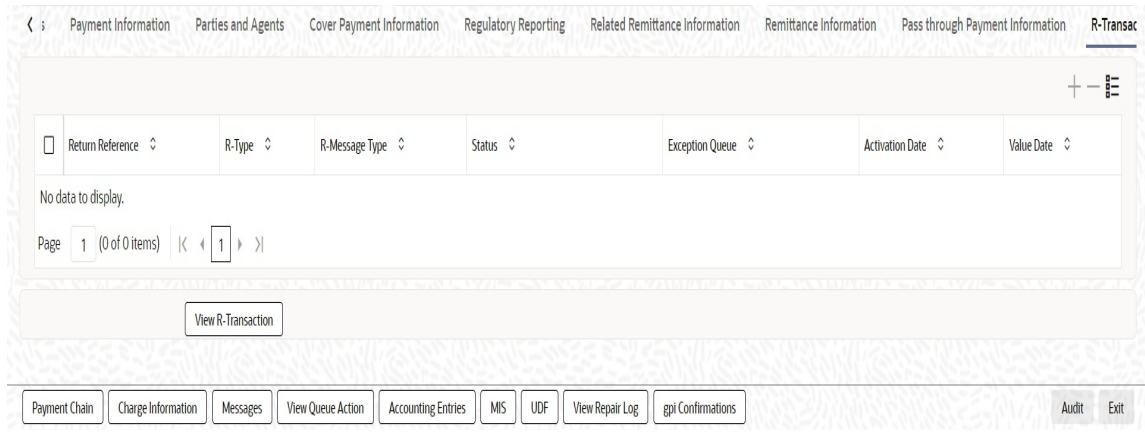 s Payment Information Parties and Agents Cover Payment Information Regulatory Reporting Related Remittance Information Remittance Information Pass through Payment Information R-Transac
Return Reference R-Type R-Message Type Status Exception Queue Activation Date Value Date
No data to display.
Page 1 (0 of 0 items) 1
View R-Transaction
Payment Chain Charge Information Messages View Queue Action Accounting Entries MIS UDF View Repair Log gpi Confirmations Audit Exit